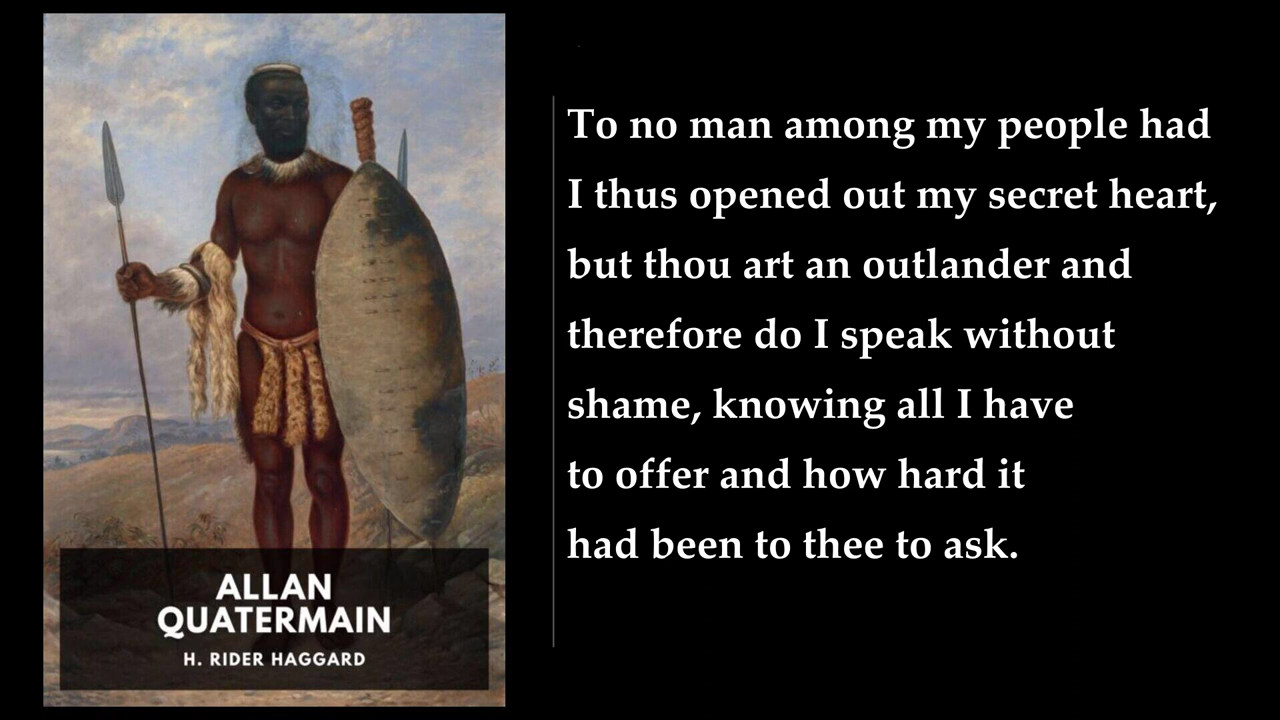 ALLAN
QUATERMAIN
H. RIDER HAGGARD
To no man among my people had
I thus opened out my secret heart,
but thou art an outlander and
therefore do I speak without
shame, knowing all I have
to offer and how hard it
had been to thee to ask.